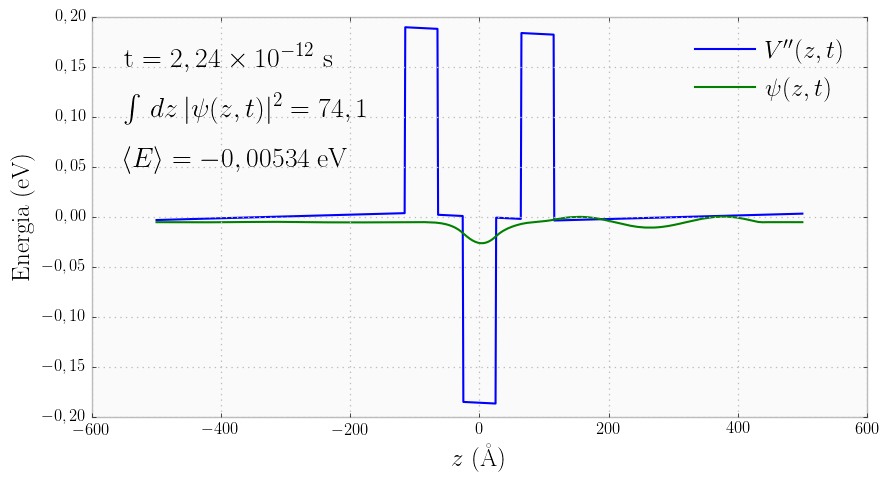 t = 2,24 × 10⁻¹² s
∫ dz |ψ(z,t)|² = 74,1
⟨E⟩ = −0,00534 eV
V''(z,t)
ψ(z,t)
Energia (eV)
0,20
0,15
0,10
0,05
0,00
−0,05
−0,10
−0,15
−0,20
−600 −400 −200 0 200 400 600
z (Å)